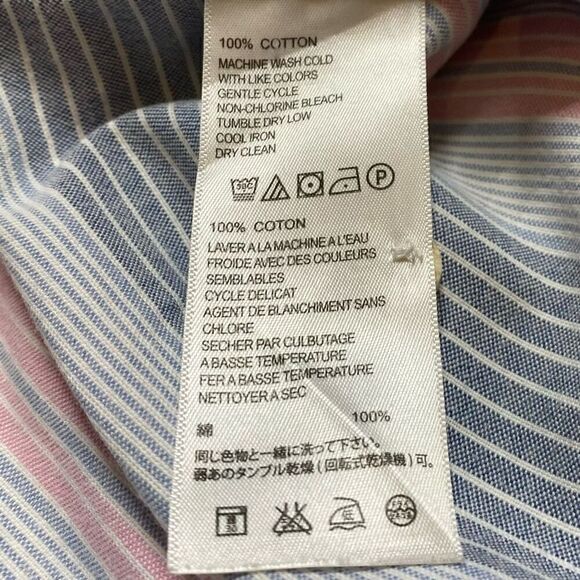 100% COTTON
MACHINE WASH COLD
WITH LIKE COLORS
GENTLE CYCLE
NON-CHLORINE BLEACH
TUMBLE DRY LOW
COOL IRON
DRY CLEAN
30C P
100% COTON
LAVER A LA MACHINE A L'EAU
FROIDE AVEC DES COULEURS
SEMBLABLES
CYCLE DELICAT
AGENT DE BLANCHIMENT SANS
CHLORE
SECHER PAR CULBUTAGE
A BASSE TEMPERATURE
FER A BASSE TEMPERATURE
NETTOYER A SEC
綿 100%
同じ色物と一緒に洗って下さい。
弱あのタンブル乾燥(回転式乾燥機)可。